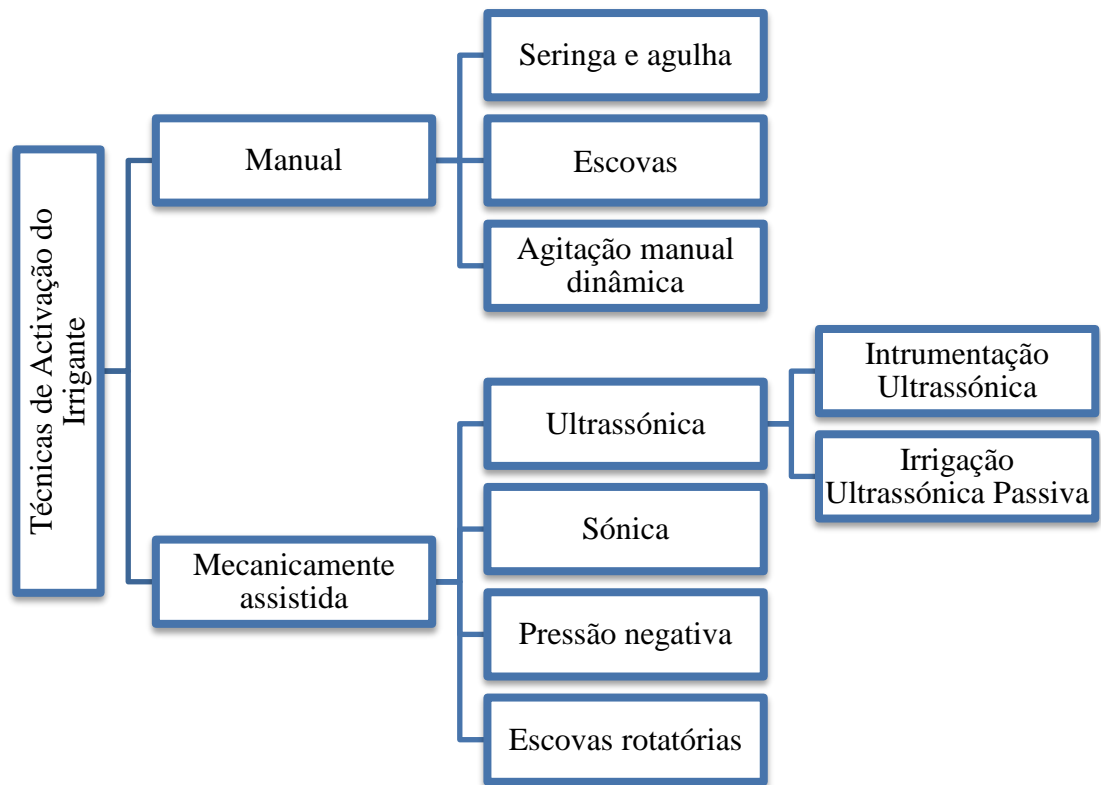 Técnicas de Activação do
Irrigante
Manual
Seringa e agulha
Escovas
Agitação manual
dinâmica
Mecanicamente
assistida
Ultrassónica
Intrumentação
Ultrassónica
Irrigação
Ultrassónica Passiva
Sónica
Pressão negativa
Escovas rotatórias